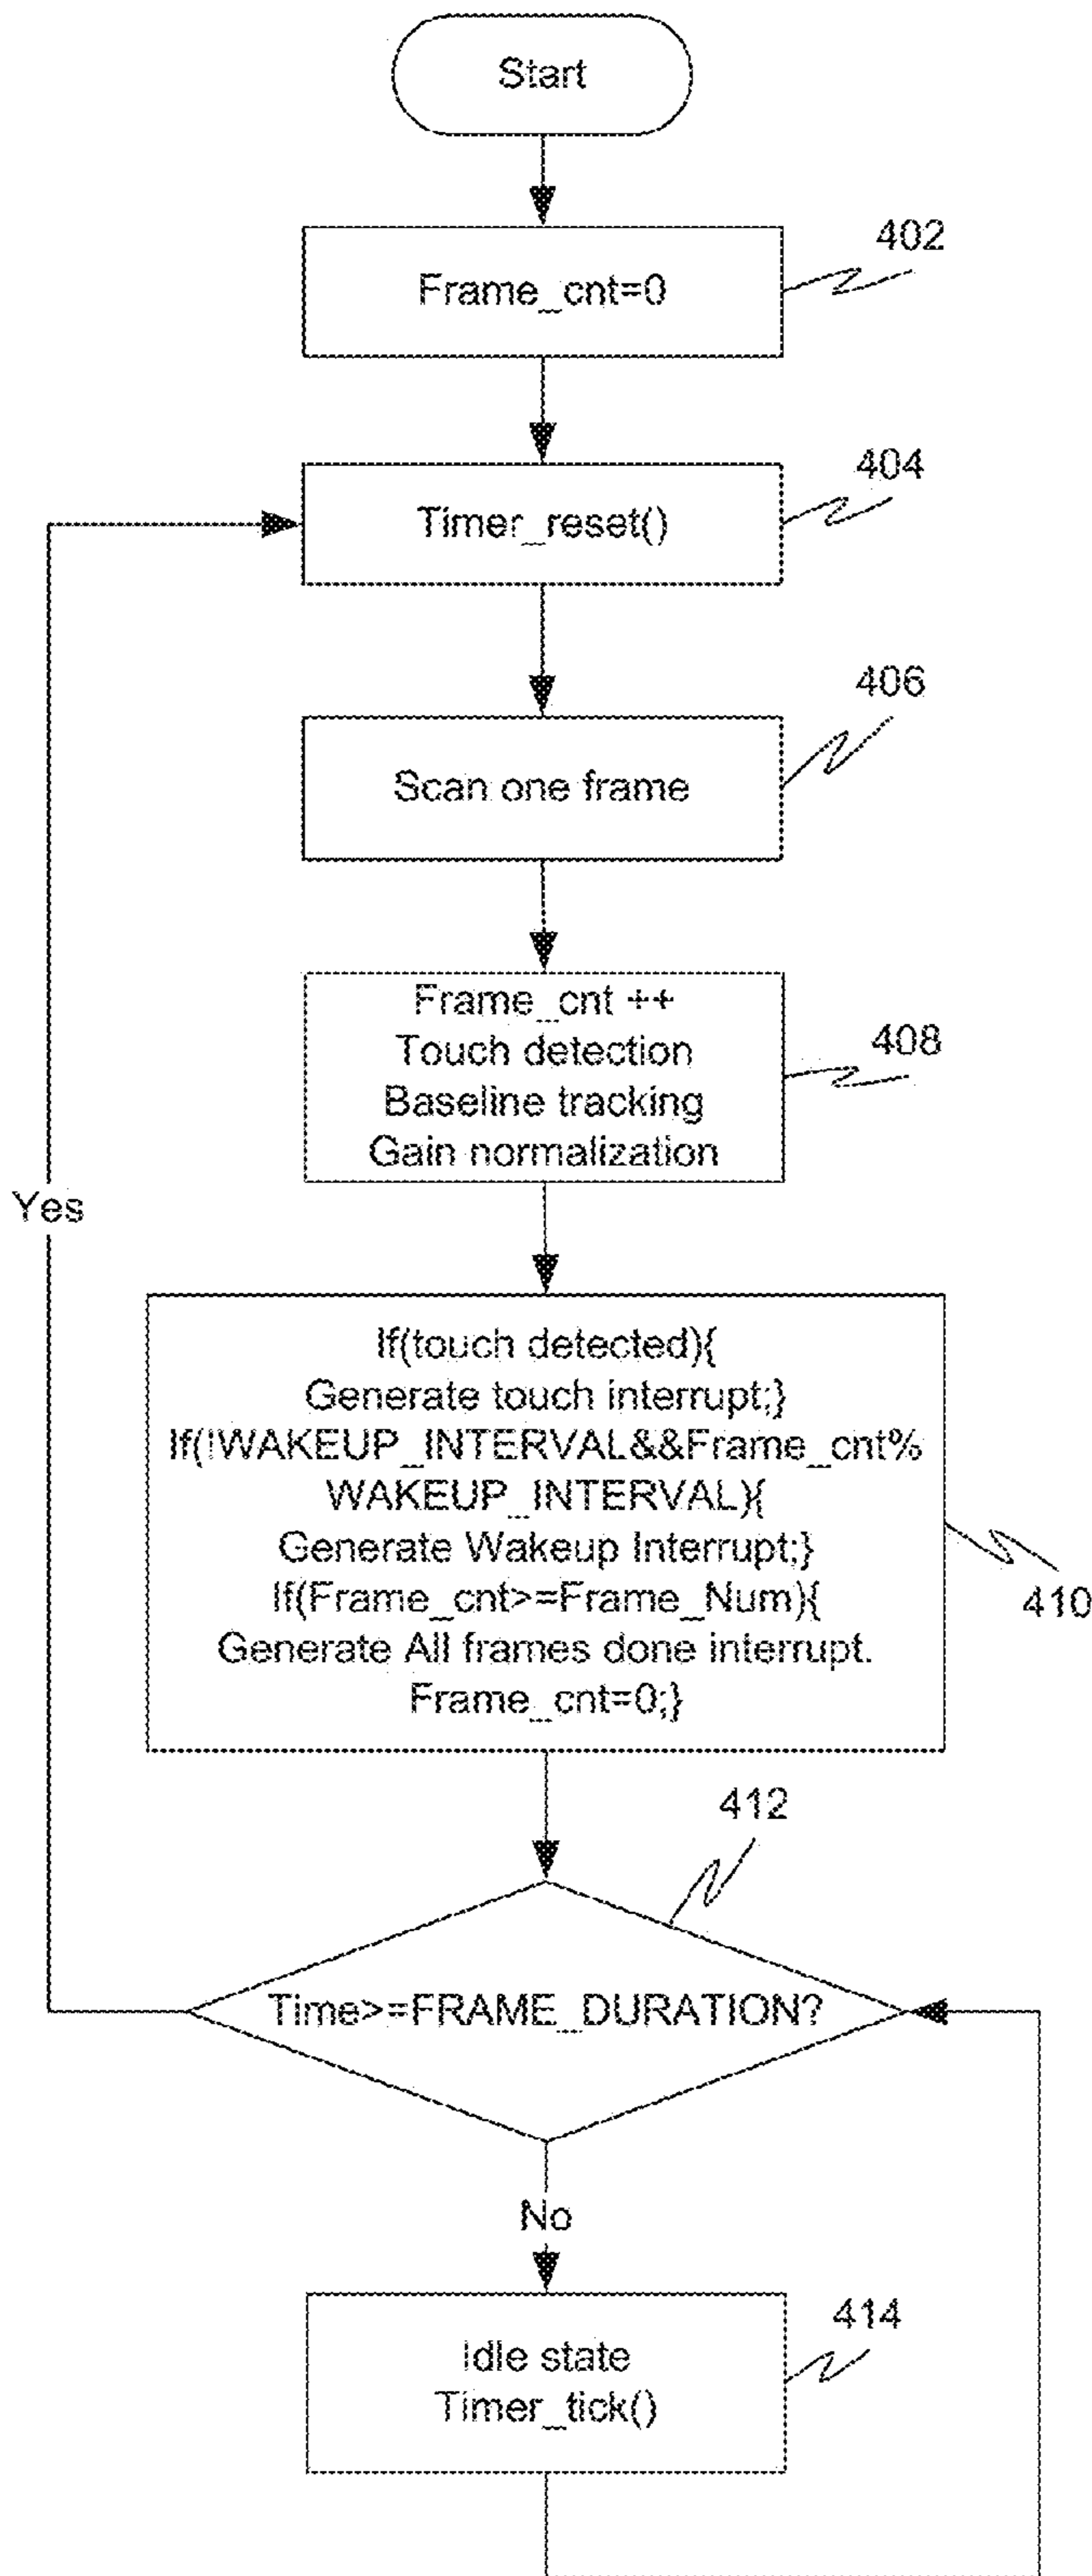 Start
402
Frame_cnt=0
404
Timer_reset()
406
Scan one frame
408
Frame_cnt ++
Touch detection
Baseline tracking
Gain normalization
Yes
If(touch detected){
Generate touch interrupt;}
If(!WAKEUP_INTERVAL&&Frame_cnt%
WAKEUP_INTERVAL){
Generate Wakeup Interrupt;}
If(Frame_cnt>=Frame_Num){
Generate All frames done interrupt.
Frame_cnt=0;}
410
412
Time>=FRAME_DURATION?
No
414
Idle state
Timer_tick()